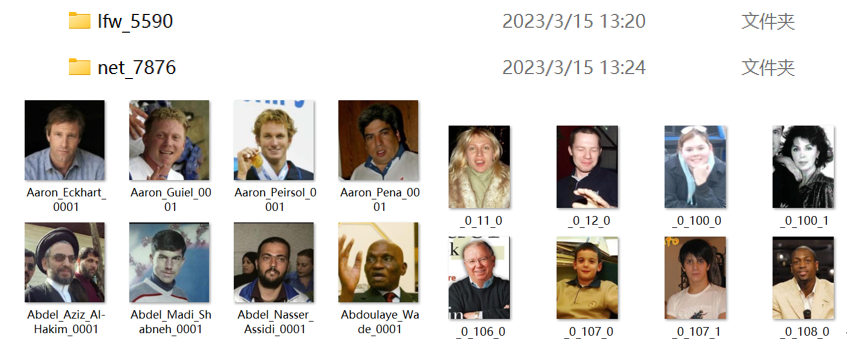 lfw_5590 2023/3/15 13:20 文件夹
net_7876 2023/3/15 13:24 文件夹
Aaron_Eckhart_0001
Aaron_Guiel_0001
Aaron_Peirsol_0001
Aaron_Pena_0001
_0_11_0
_0_12_0
_0_100_0
_0_100_1
Abdel_Aziz_Al-Hakim_0001
Abdel_Madi_Shabneh_0001
Abdel_Nasser_Assidi_0001
Abdoulaye_Wade_0001
_0_106_0
_0_107_0
_0_107_1
_0_108_0